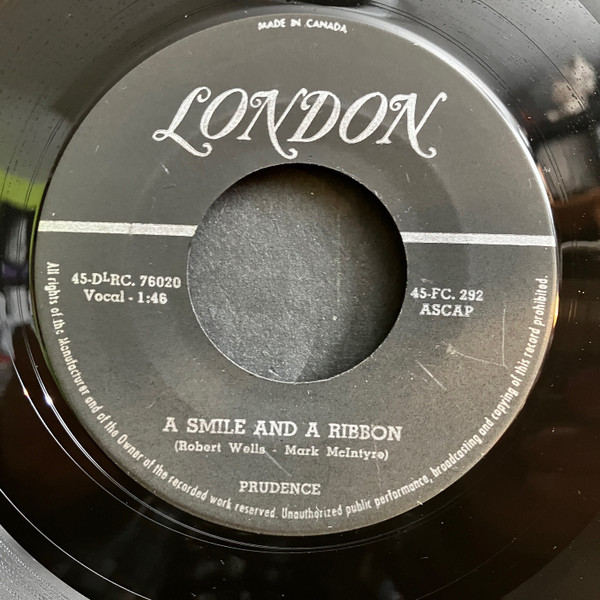 MADE IN CANADA
LONDON
45-DLRC. 76020
Vocal - 1:46
45-FC. 292
ASCAP
A SMILE AND A RIBBON
(Robert Wells - Mark McIntyre)
PRUDENCE
All rights of the Manufacturer and of the Owner of the recorded work reserved. Unauthorized public performance, broadcasting and copying of this record prohibited.